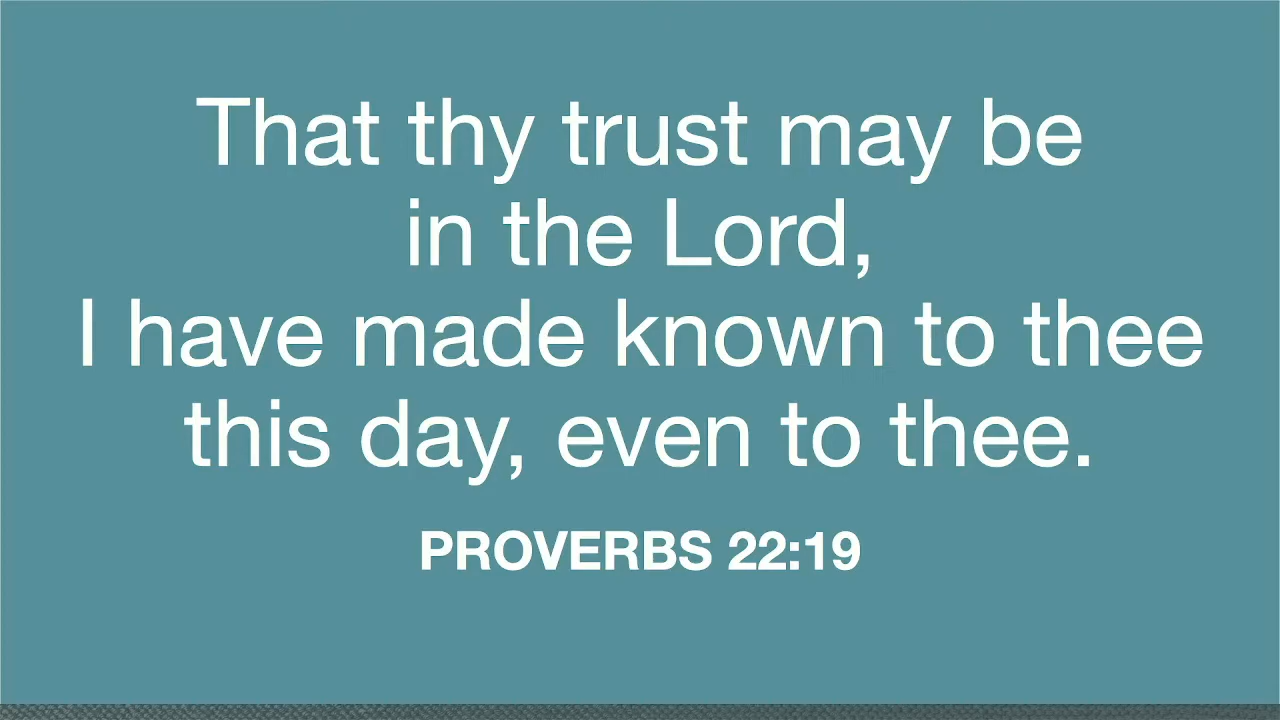 That thy trust may be
in the Lord,
I have made known to thee
this day, even to thee.
PROVERBS 22:19